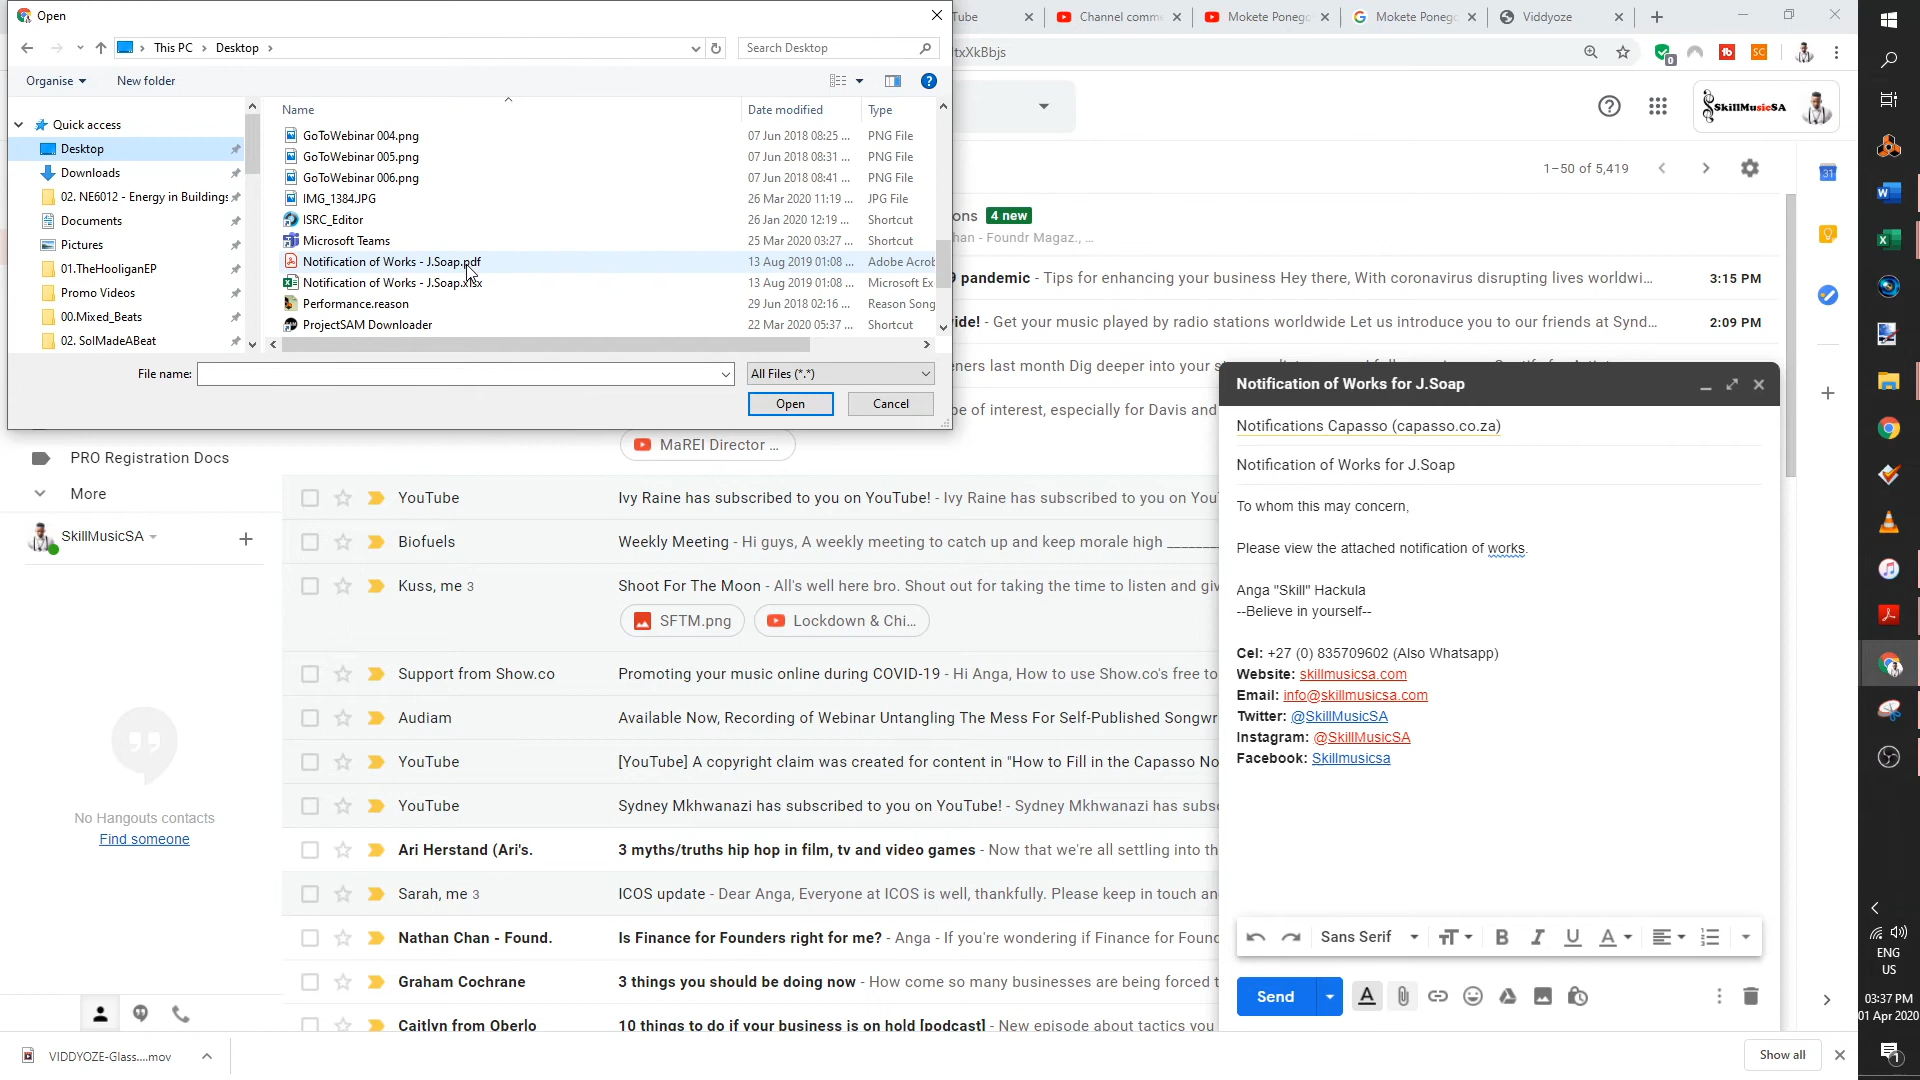 Open
This PC
Desktop
Search Desktop
Organise
New folder
Name
Date modified
Type
Quick access
Desktop
Downloads
02. NE6012 - Energy in Buildings
Documents
Pictures
01.TheHooliganEP
Promo Videos
00.Mixed_Beats
02. SolMadeABeat
GoToWebinar 004.png 07 Jun 2018 08:25 ... PNG File
GoToWebinar 005.png 07 Jun 2018 08:31 ... PNG File
GoToWebinar 006.png 07 Jun 2018 08:41 ... PNG File
IMG_1384.JPG 26 Mar 2020 11:19 ... JPG File
ISRC_Editor 26 Jan 2020 12:19 ... Shortcut
Microsoft Teams 25 Mar 2020 03:27 ... Shortcut
Notification of Works - J.Soap.pdf 13 Aug 2019 01:08 ... Adobe Acrob
Notification of Works - J.Soap.xlsx 13 Aug 2019 01:08 ... Microsoft Ex
Performance.reason 29 Jun 2018 02:16 ... Reason Song
ProjectSAM Downloader 22 Mar 2020 05:37 ... Shortcut
File name:
All Files (*.*)
Open
Cancel
Tube
Channel comme
Mokete Poneg
Mokete Poneg
Viddyoze
txXkBbjs
SkillMusicSA
1–50 of 5,419
ons 4 new
han - Foundr Magaz., ...
9 pandemic - Tips for enhancing your business Hey there, With coronavirus disrupting lives worldwi... 3:15 PM
ide! - Get your music played by radio stations worldwide Let us introduce you to our friends at Synd... 2:09 PM
eners last month Dig deeper into your
be of interest, especially for Davis and
MaREI Director ...
PRO Registration Docs
More
SkillMusicSA
No Hangouts contacts
Find someone
YouTube Ivy Raine has subscribed to you on YouTube! - Ivy Raine has subscribed to you on You
Biofuels Weekly Meeting - Hi guys, A weekly meeting to catch up and keep morale high
Kuss, me 3 Shoot For The Moon - All's well here bro. Shout out for taking the time to listen and giv
SFTM.png
Lockdown & Chi...
Support from Show.co Promoting your music online during COVID-19 - Hi Anga, How to use Show.co's free to
Audiam Available Now, Recording of Webinar Untangling The Mess For Self-Published Songwr
YouTube [YouTube] A copyright claim was created for content in "How to Fill in the Capasso No
YouTube Sydney Mkhwanazi has subscribed to you on YouTube! - Sydney Mkhwanazi has subsc
Ari Herstand (Ari's. 3 myths/truths hip hop in film, tv and video games - Now that we're all settling into th
Sarah, me 3 ICOS update - Dear Anga, Everyone at ICOS is well, thankfully. Please keep in touch an
Nathan Chan - Found. Is Finance for Founders right for me? - Anga - If you're wondering if Finance for Found
Graham Cochrane 3 things you should be doing now - How come so many businesses are being forced t
Caitlyn from Oberlo 10 things to do if your business is on hold [podcast] - New episode about tactics you
Notification of Works for J.Soap
Notifications Capasso (capasso.co.za)
Notification of Works for J.Soap
To whom this may concern,
Please view the attached notification of works.
Anga "Skill" Hackula
--Believe in yourself--
Cel: +27 (0) 835709602 (Also Whatsapp)
Website: skillmusicsa.com
Email: info@skillmusicsa.com
Twitter: @SkillMusicSA
Instagram: @SkillMusicSA
Facebook: Skillmusicsa
Sans Serif
Send
VIDDYOZE-Glass....mov
Show all
ENG
US
03:37 PM
01 Apr 2020